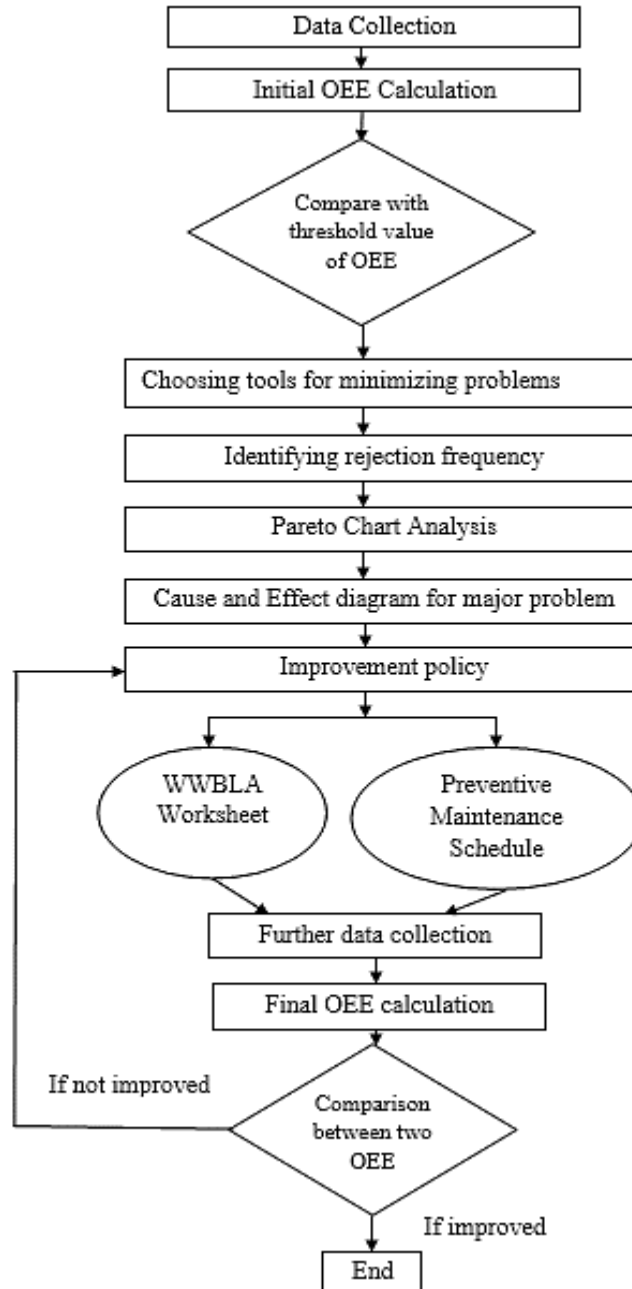 Data Collection
Initial OEE Calculation
Compare with
threshold value
of OEE
Choosing tools for minimizing problems
Identifying rejection frequency
Pareto Chart Analysis
Cause and Effect diagram for major problem
Improvement policy
WWBLA
Worksheet
Preventive
Maintenance
Schedule
Further data collection
Final OEE calculation
If not improved
Comparison
between two
OEE
If improved
End